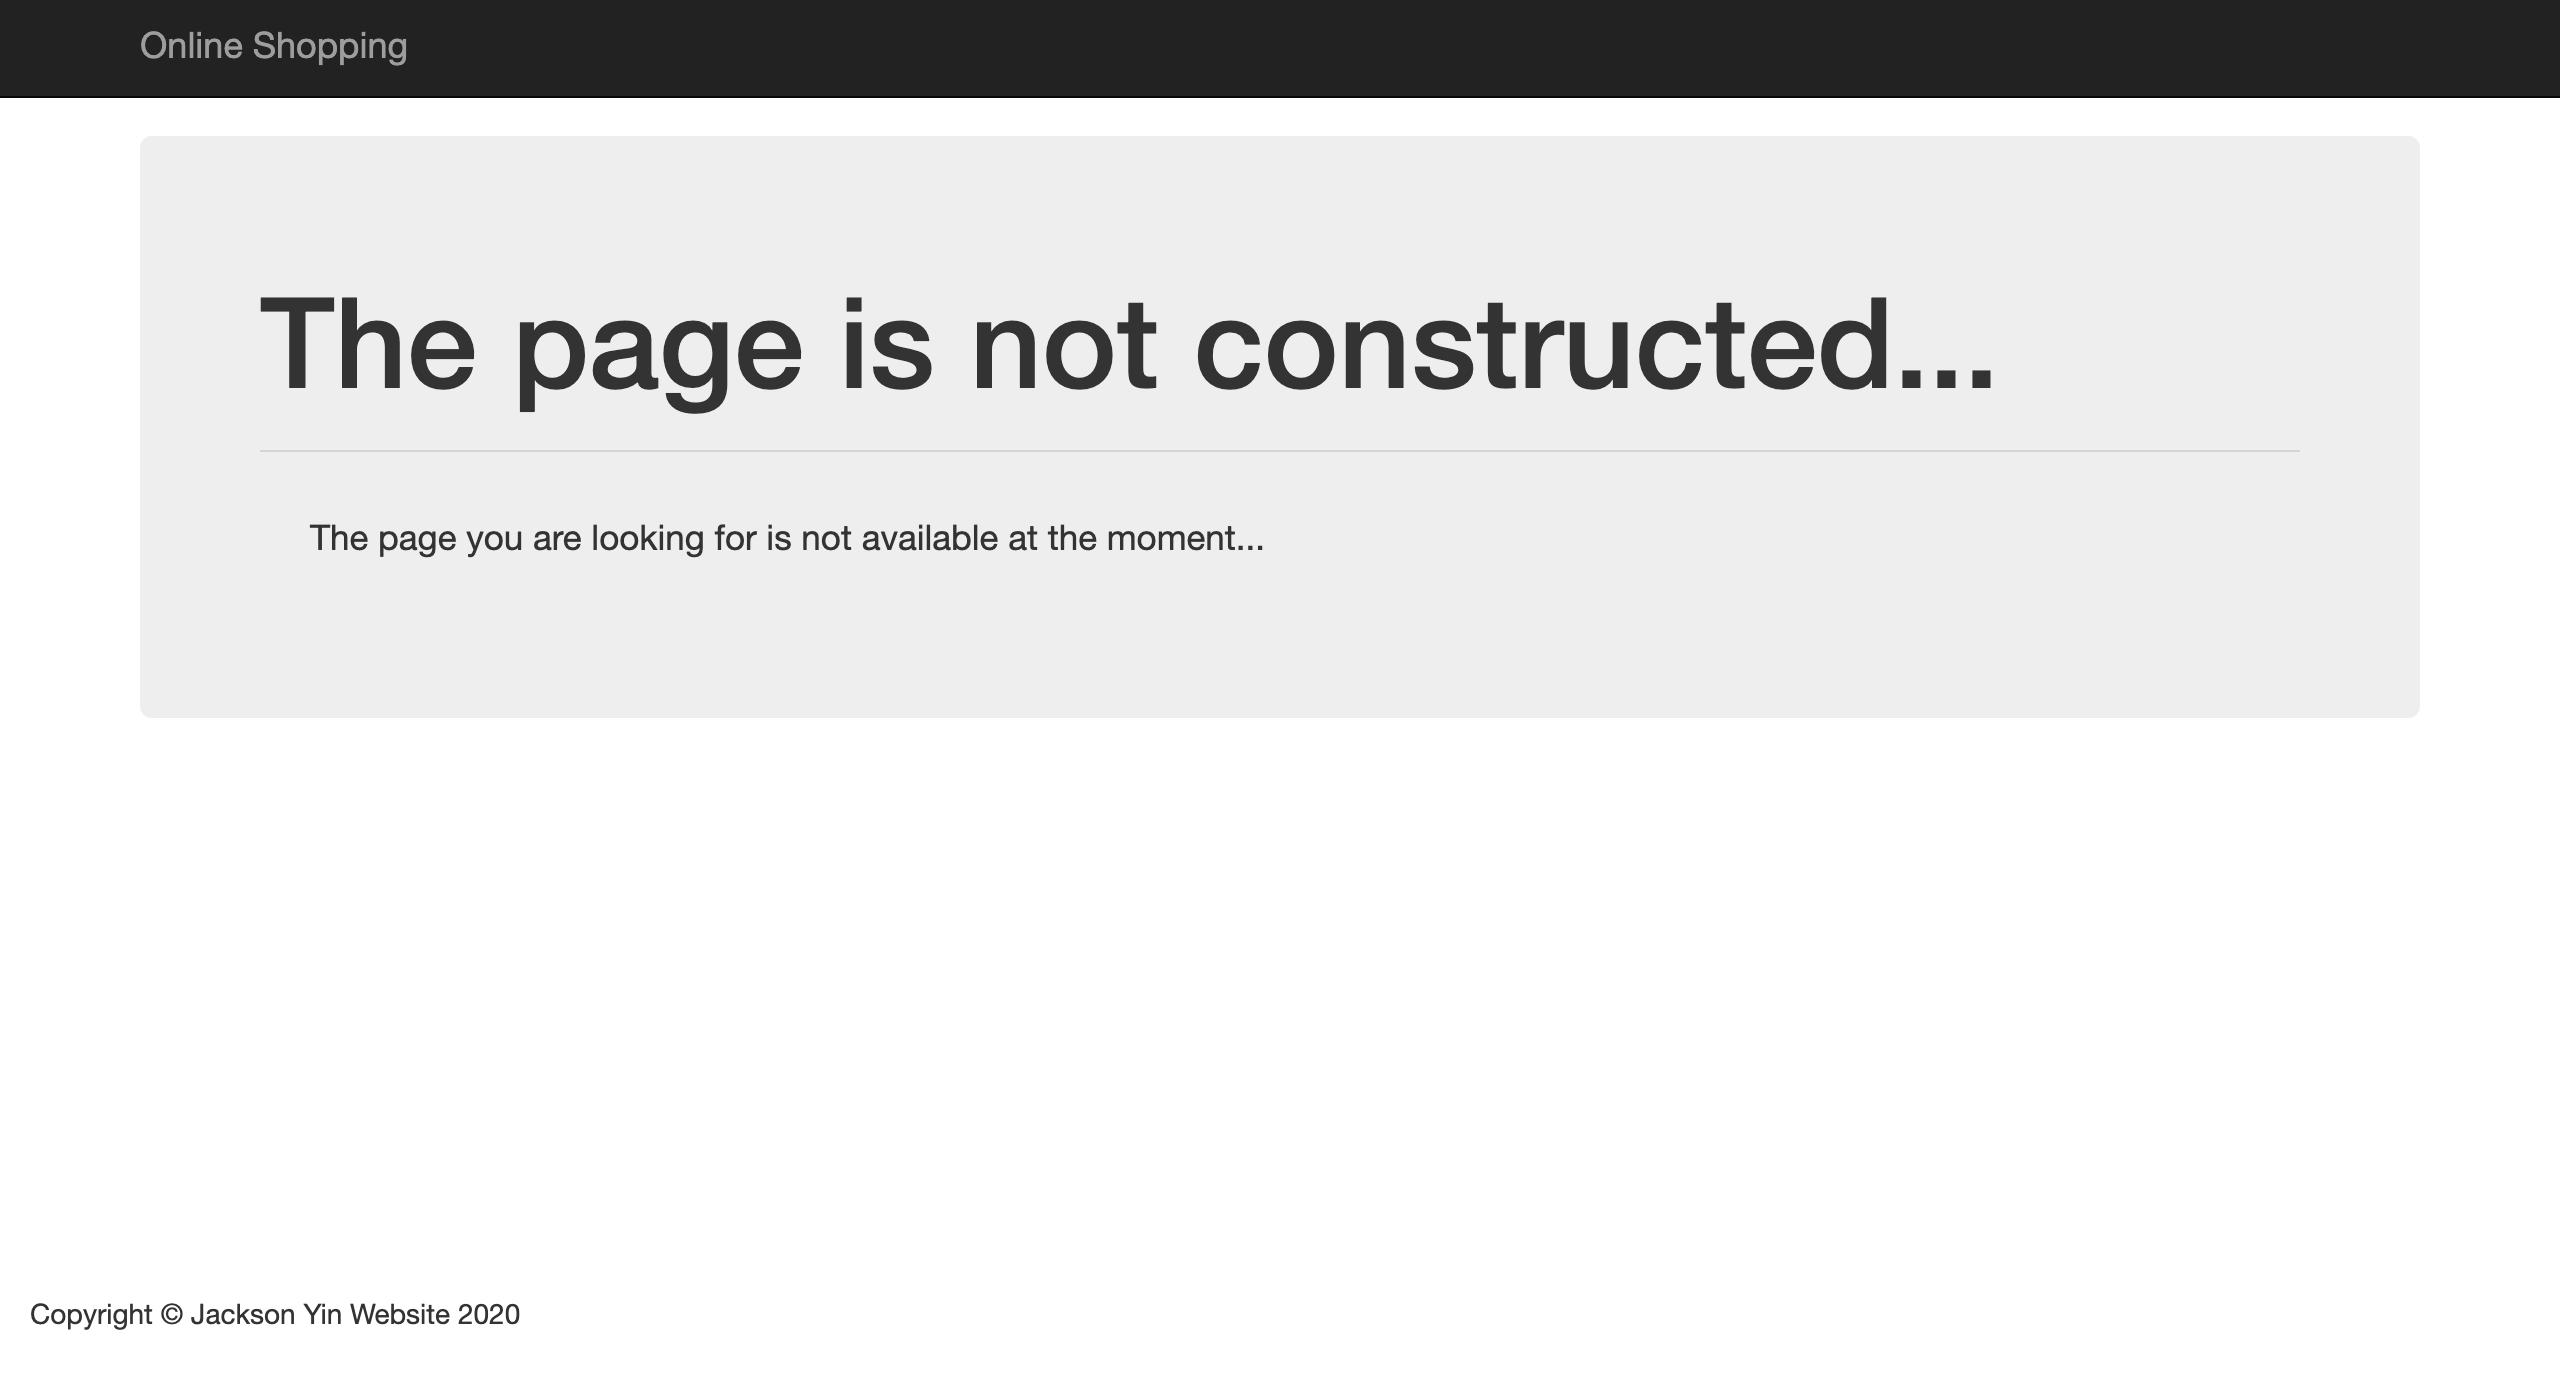 Online Shopping
The page is not constructed...
The page you are looking for is not available at the moment...
Copyright © Jackson Yin Website 2020